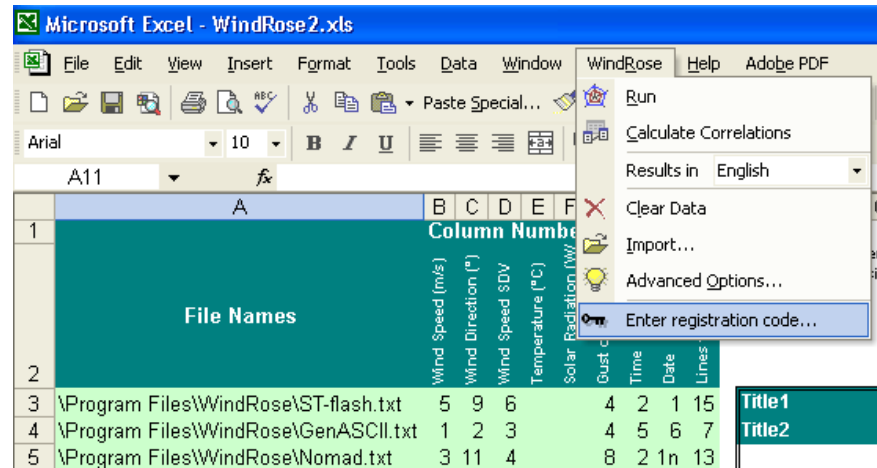 Microsoft Excel - WindRose2.xls
File Edit View Insert Format Tools Data Window WindRose Help Adobe PDF
ABC Paste Special...
Arial 10 B I U
A11 fx
Run
Calculate Correlations
Results in English
Clear Data
Import...
Advanced Options...
Enter registration code...
A B C D E F
1 Column Numbe
2 File Names
Wind Speed (m/s)
Wind Direction (°)
Wind Speed SDV
Temperature (°C)
Solar Radiation (W/
Gust
Time
Date
Lines
3 \Program Files\WindRose\ST-flash.txt 5 9 6 4 2 1 15 Title1
4 \Program Files\WindRose\GenASCII.txt 1 2 3 4 5 6 7 Title2
5 \Program Files\WindRose\Nomad.txt 3 11 4 8 2 1n 13